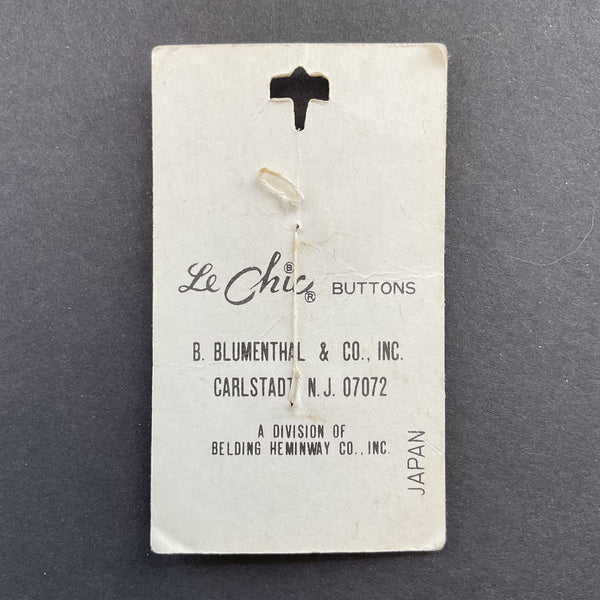 Le Chic B ® BUTTONS
B. BLUMENTHAL & CO., INC.
CARLSTADT, N.J. 07072
A DIVISION OF
BELDING HEMINWAY CO., INC.
JAPAN